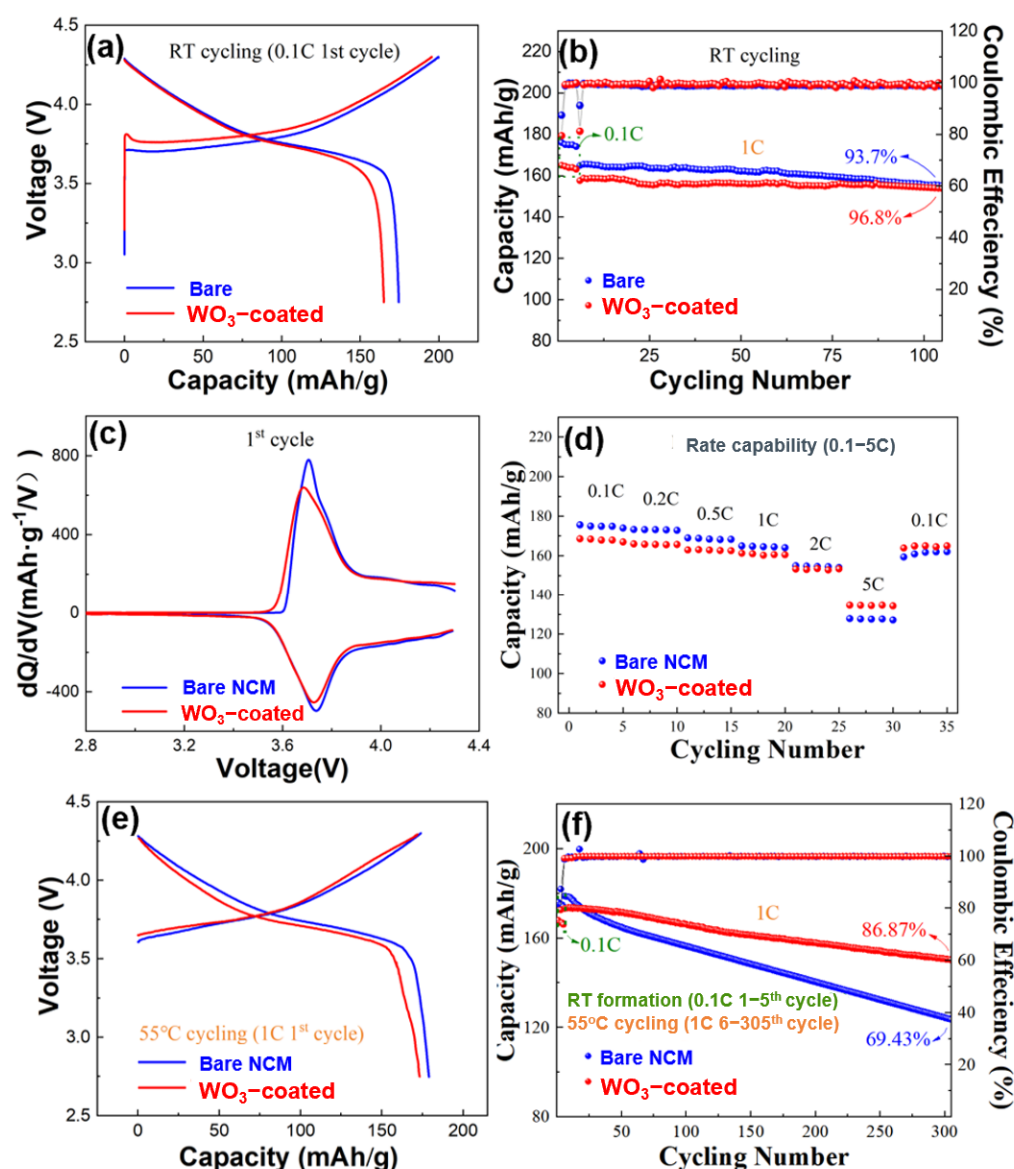 (a)
RT cycling (0.1C 1st cycle)
4.5
4.0
3.5
3.0
2.5
Voltage (V)
Bare
WO₃−coated
0
50
100
150
200
Capacity (mAh/g)
(b)
RT cycling
220
200
180
160
140
120
100
80
Capacity (mAh/g)
0.1C
1C
93.7%
96.8%
Bare
WO₃−coated
120
100
80
60
40
20
Coulombic Effeciency (%)
25
50
75
100
Cycling Number
(c)
1ˢᵗ cycle
800
400
0
-400
dQ/dV(mAh·g⁻¹/V)
Bare NCM
WO₃−coated
2.8
3.2
3.6
4.0
4.4
Voltage(V)
(d)
Rate capability (0.1−5C)
220
200
180
160
140
120
100
80
Capacity (mAh/g)
0.1C
0.2C
0.5C
1C
2C
5C
0.1C
Bare NCM
WO₃−coated
0
5
10
15
20
25
30
35
Cycling Number
(e)
4.5
4.0
3.5
3.0
2.5
Voltage (V)
55°C cycling (1C 1ˢᵗ cycle)
Bare NCM
WO₃−coated
0
50
100
150
200
Capacity (mAh/g)
(f)
200
160
120
80
Capacity (mAh/g)
0.1C
1C
86.87%
69.43%
RT formation (0.1C 1−5ᵗʰ cycle)
55°C cycling (1C 6−305ᵗʰ cycle)
Bare NCM
WO₃−coated
120
100
80
60
40
20
Coulombic Effeciency (%)
50
100
150
200
250
300
Cycling Number